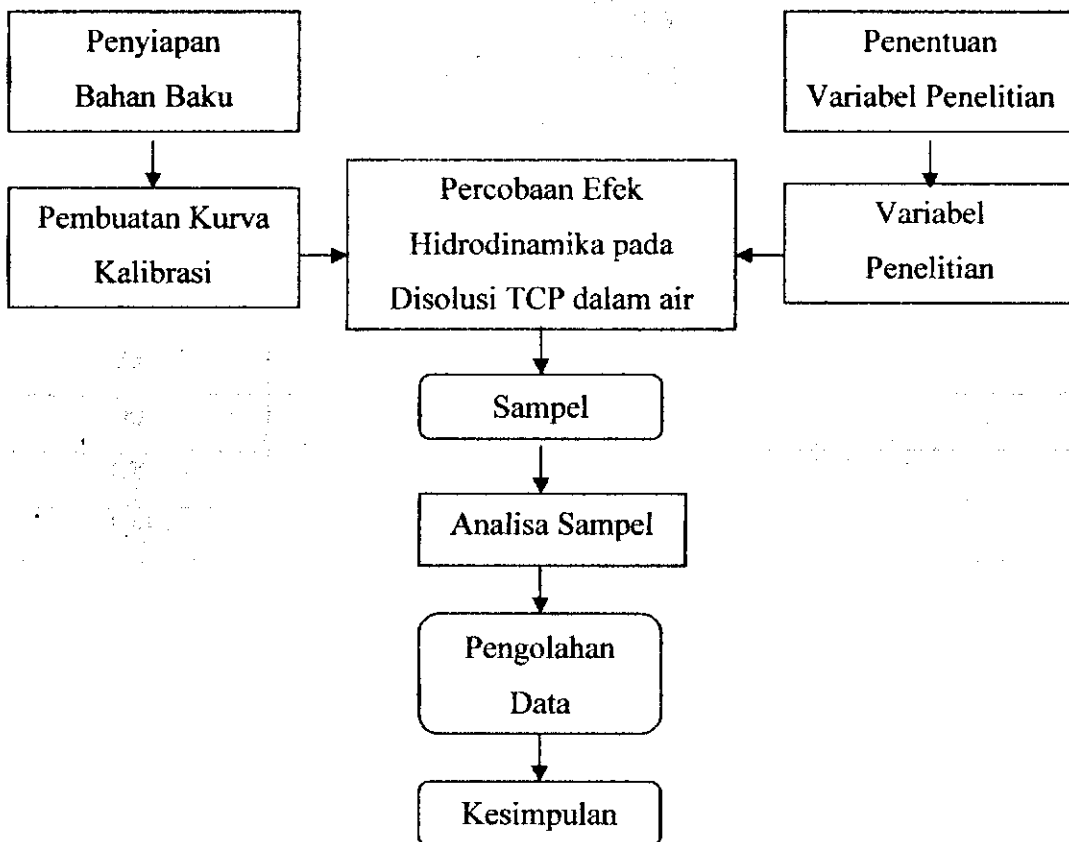 Penyiapan
Bahan Baku
Penentuan
Variabel Penelitian
Pembuatan Kurva
Kalibrasi
Percobaan Efek
Hidrodinamika pada
Disolusi TCP dalam air
Variabel
Penelitian
Sampel
Analisa Sampel
Pengolahan
Data
Kesimpulan